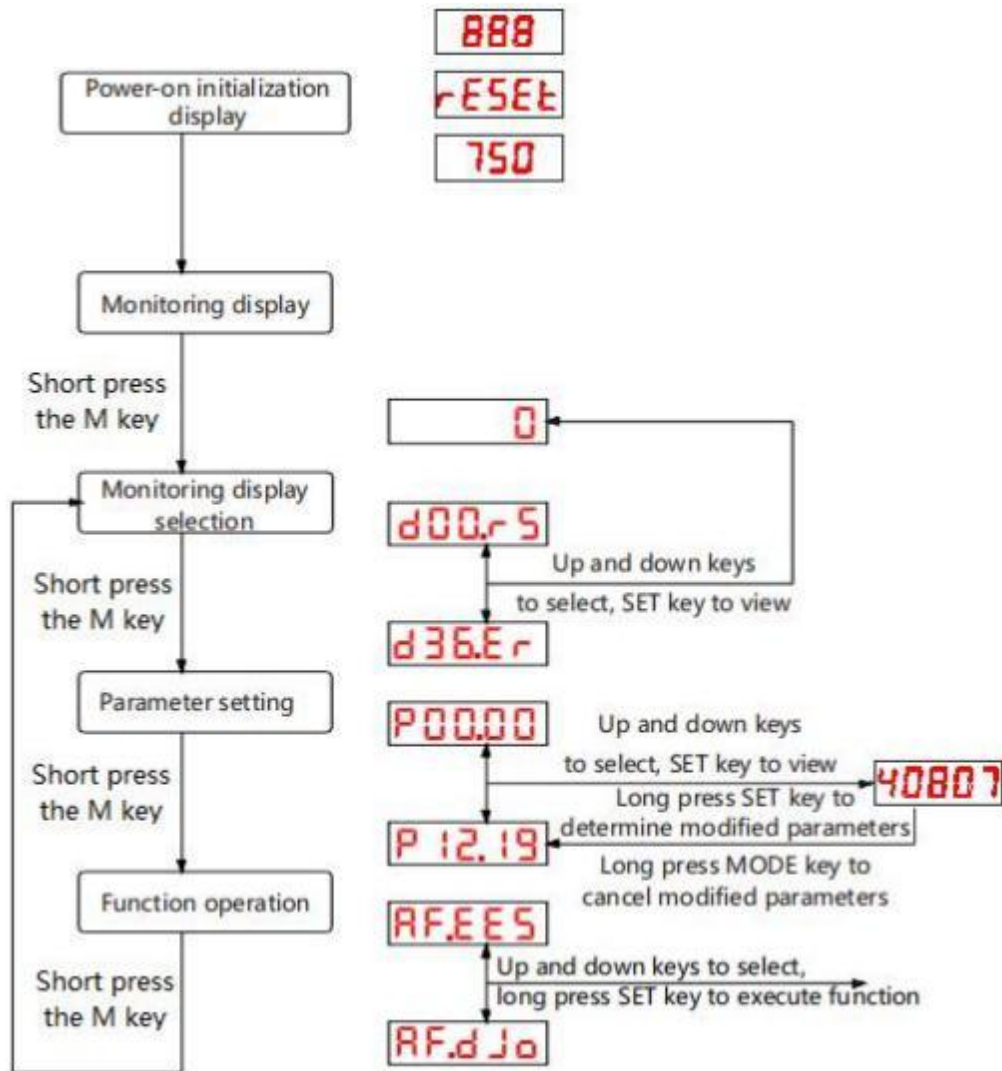 888
Power-on initialization
display
rESEt
750
Monitoring display
Short press
the M key
0
Monitoring display
selection
d00.rS
Up and down keys
to select, SET key to view
Short press
the M key
d36.Er
Parameter setting
P00.00
Up and down keys
to select, SET key to view
40807
Short press
the M key
Long press SET key to
determine modified parameters
P12.19
Long press MODE key to
cancel modified parameters
Function operation
AF.EES
Short press
the M key
Up and down keys to select,
long press SET key to execute function
AF.dJo